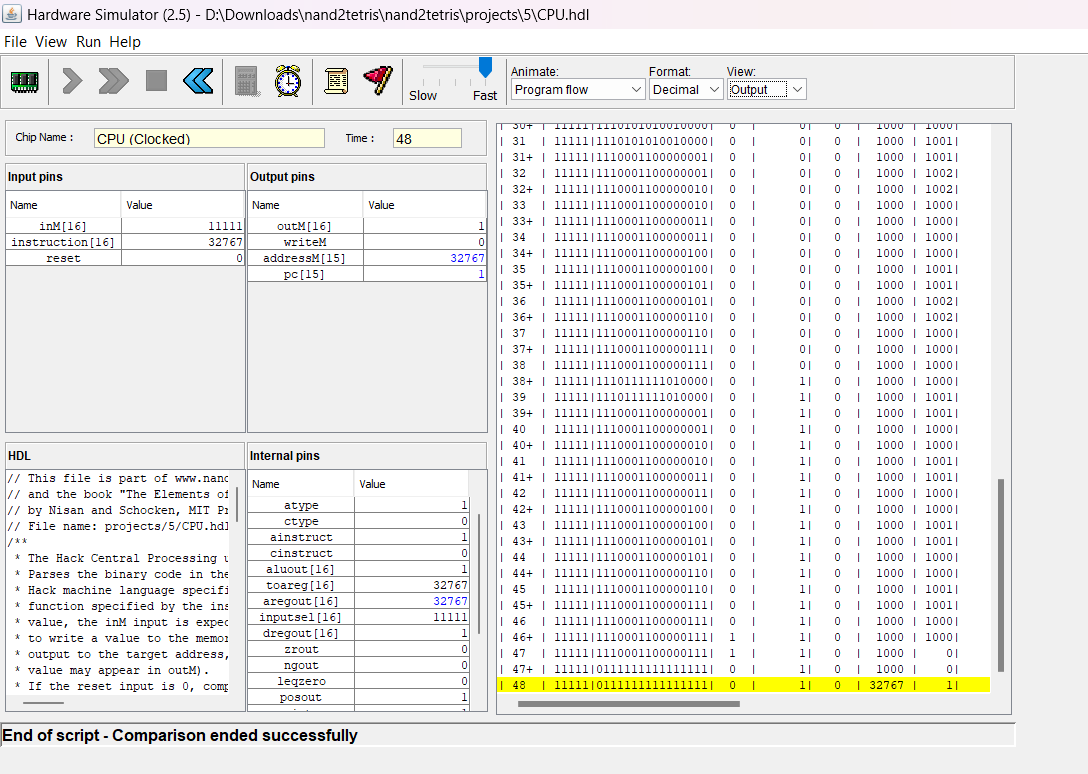 Hardware Simulator (2.5) - D:\Downloads\nand2tetris\nand2tetris\projects\5\CPU.hdl
File View Run Help
Slow Fast
Animate: Format: View:
Program flow Decimal Output
Chip Name : CPU (Clocked) Time : 48
Input pins
Name Value
inM[16] 11111
instruction[16] 32767
reset 0
Output pins
Name Value
outM[16] 1
writeM 0
addressM[15] 32767
pc[15] 1
HDL
// This file is part of www.nand
// and the book "The Elements of
// by Nisan and Schocken, MIT Pr
// File name: projects/5/CPU.hdl
/**
* The Hack Central Processing u
* Parses the binary code in the
* Hack machine language specifi
* function specified by the ins
* value, the inM input is expec
* to write a value to the memor
* output to the target address,
* value may appear in outM).
* If the reset input is 0, comp
Internal pins
Name Value
atype 1
ctype 0
ainstruct 1
cinstruct 0
aluout[16] 1
toareg[16] 32767
aregout[16] 32767
inputsel[16] 11111
dregout[16] 1
zrout 0
ngout 0
leqzero 0
posout 1
| 30+ | 11111|1110101010010000| 0 | 0| 0 | 1000 | 1000|
| 31 | 11111|1110101010010000| 0 | 0| 0 | 1000 | 1001|
| 31+ | 11111|1110001100000001| 0 | 0| 0 | 1000 | 1001|
| 32 | 11111|1110001100000001| 0 | 0| 0 | 1000 | 1002|
| 32+ | 11111|1110001100000010| 0 | 0| 0 | 1000 | 1002|
| 33 | 11111|1110001100000010| 0 | 0| 0 | 1000 | 1000|
| 33+ | 11111|1110001100000011| 0 | 0| 0 | 1000 | 1000|
| 34 | 11111|1110001100000011| 0 | 0| 0 | 1000 | 1000|
| 34+ | 11111|1110001100000100| 0 | 0| 0 | 1000 | 1000|
| 35 | 11111|1110001100000100| 0 | 0| 0 | 1000 | 1001|
| 35+ | 11111|1110001100000101| 0 | 0| 0 | 1000 | 1001|
| 36 | 11111|1110001100000101| 0 | 0| 0 | 1000 | 1002|
| 36+ | 11111|1110001100000110| 0 | 0| 0 | 1000 | 1002|
| 37 | 11111|1110001100000110| 0 | 0| 0 | 1000 | 1000|
| 37+ | 11111|1110001100000111| 0 | 0| 0 | 1000 | 1000|
| 38 | 11111|1110001100000111| 0 | 0| 0 | 1000 | 1000|
| 38+ | 11111|1110111111010000| 0 | 1| 0 | 1000 | 1000|
| 39 | 11111|1110111111010000| 0 | 1| 0 | 1000 | 1001|
| 39+ | 11111|1110001100000001| 0 | 1| 0 | 1000 | 1001|
| 40 | 11111|1110001100000001| 0 | 1| 0 | 1000 | 1000|
| 40+ | 11111|1110001100000010| 0 | 1| 0 | 1000 | 1000|
| 41 | 11111|1110001100000010| 0 | 1| 0 | 1000 | 1001|
| 41+ | 11111|1110001100000011| 0 | 1| 0 | 1000 | 1001|
| 42 | 11111|1110001100000011| 0 | 1| 0 | 1000 | 1000|
| 42+ | 11111|1110001100000100| 0 | 1| 0 | 1000 | 1000|
| 43 | 11111|1110001100000100| 0 | 1| 0 | 1000 | 1001|
| 43+ | 11111|1110001100000101| 0 | 1| 0 | 1000 | 1001|
| 44 | 11111|1110001100000101| 0 | 1| 0 | 1000 | 1000|
| 44+ | 11111|1110001100000110| 0 | 1| 0 | 1000 | 1000|
| 45 | 11111|1110001100000110| 0 | 1| 0 | 1000 | 1001|
| 45+ | 11111|1110001100000111| 0 | 1| 0 | 1000 | 1001|
| 46 | 11111|1110001100000111| 0 | 1| 0 | 1000 | 1000|
| 46+ | 11111|1110001100000111| 1 | 1| 0 | 1000 | 1000|
| 47 | 11111|1110001100000111| 1 | 1| 0 | 1000 | 0|
| 47+ | 11111|0111111111111111| 0 | 1| 0 | 1000 | 0|
| 48 | 11111|0111111111111111| 0 | 1| 0 | 32767 | 1|
End of script - Comparison ended successfully